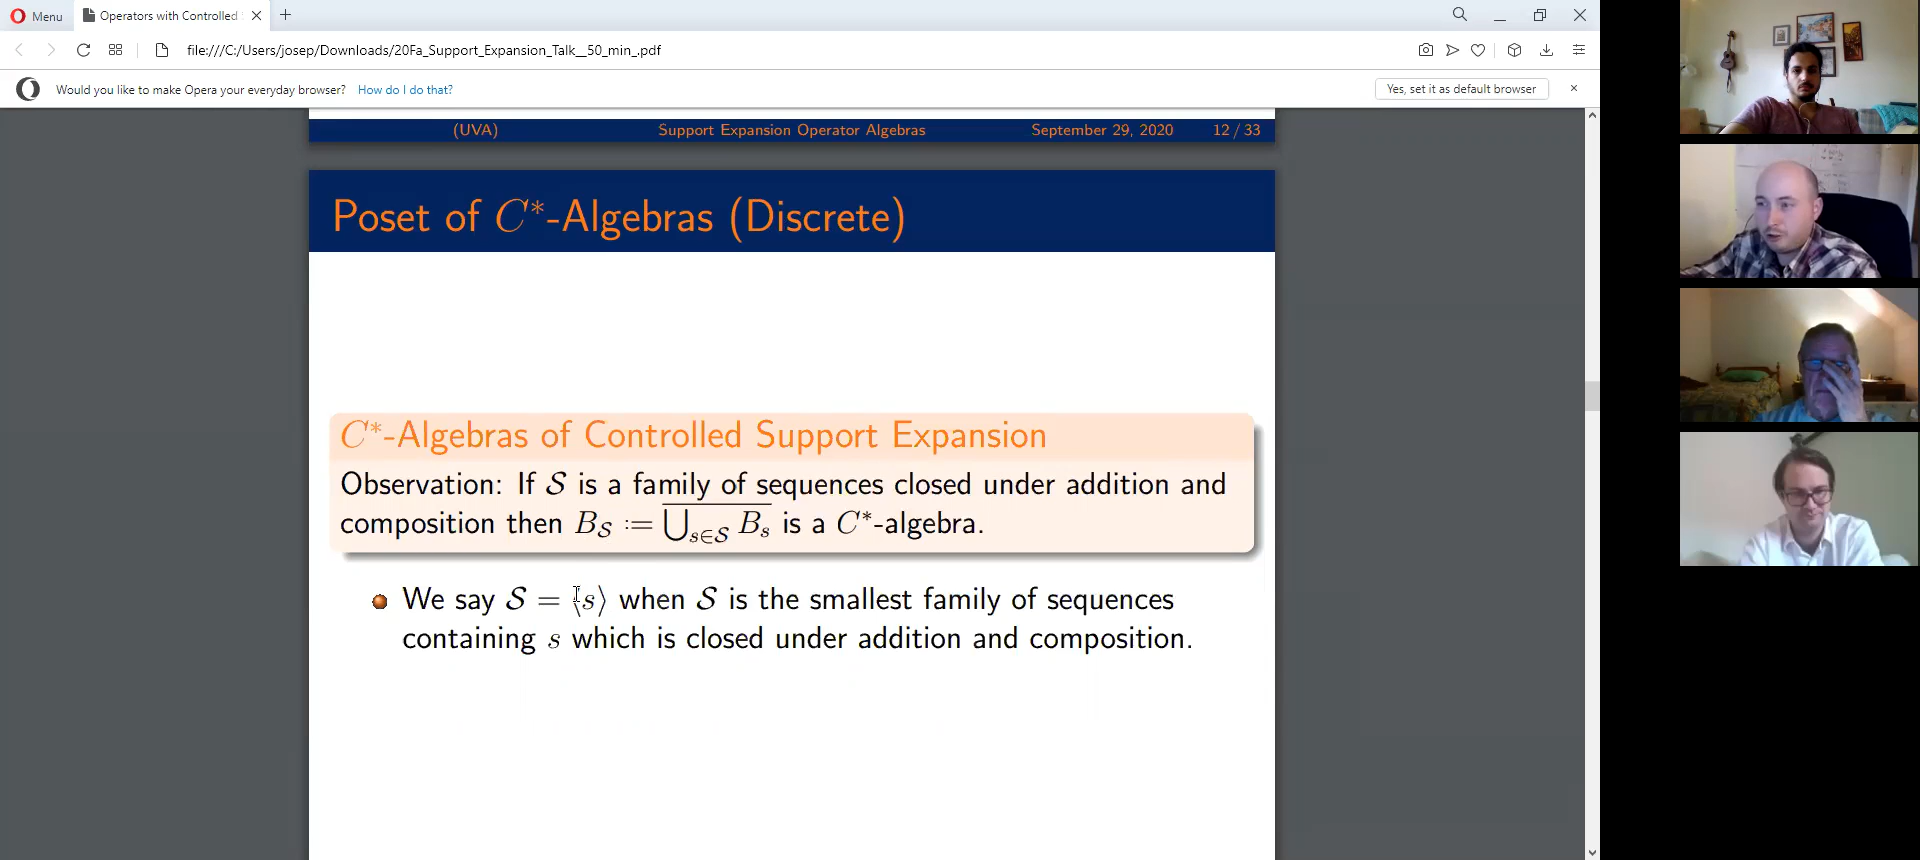 Menu
Operators with Controlled
file:///C:/Users/josep/Downloads/20Fa_Support_Expansion_Talk__50_min_.pdf
Would you like to make Opera your everyday browser? How do I do that?
Yes, set it as default browser
(UVA) Support Expansion Operator Algebras September 29, 2020 12 / 33
Poset of C*-Algebras (Discrete)
C*-Algebras of Controlled Support Expansion
Observation: If 𝒮 is a family of sequences closed under addition and
composition then B_𝒮 := \overline{⋃_{s∈𝒮} B_s} is a C*-algebra.
We say 𝒮 = ⟨s⟩ when 𝒮 is the smallest family of sequences
containing s which is closed under addition and composition.